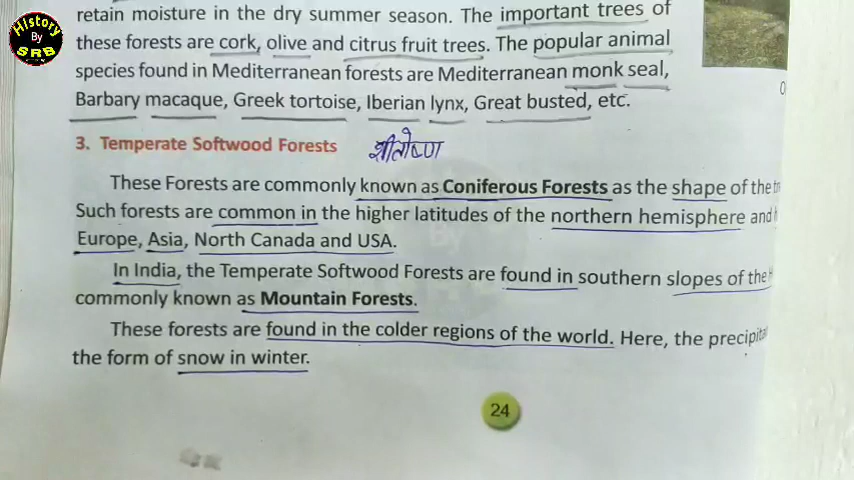 History
By
SRB
retain moisture in the dry summer season. The important trees of
these forests are cork, olive and citrus fruit trees. The popular animal
species found in Mediterranean forests are Mediterranean monk seal,
Barbary macaque, Greek tortoise, Iberian lynx, Great busted, etc.
3. Temperate Softwood Forests शीतोष्ण
These Forests are commonly known as Coniferous Forests as the shape of the
Such forests are common in the higher latitudes of the northern hemisphere and
Europe, Asia, North Canada and USA.
In India, the Temperate Softwood Forests are found in southern slopes of the
commonly known as Mountain Forests.
These forests are found in the colder regions of the world. Here, the
the form of snow in winter.
24